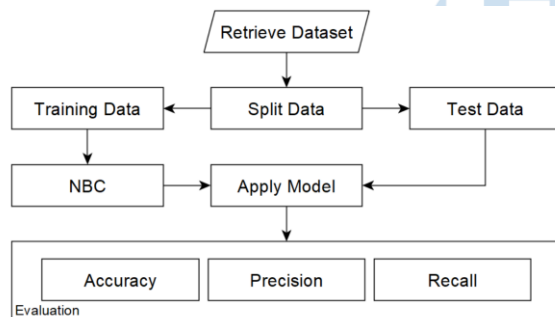 Retrieve Dataset
Training Data
Split Data
Test Data
NBC
Apply Model
Accuracy
Precision
Recall
Evaluation